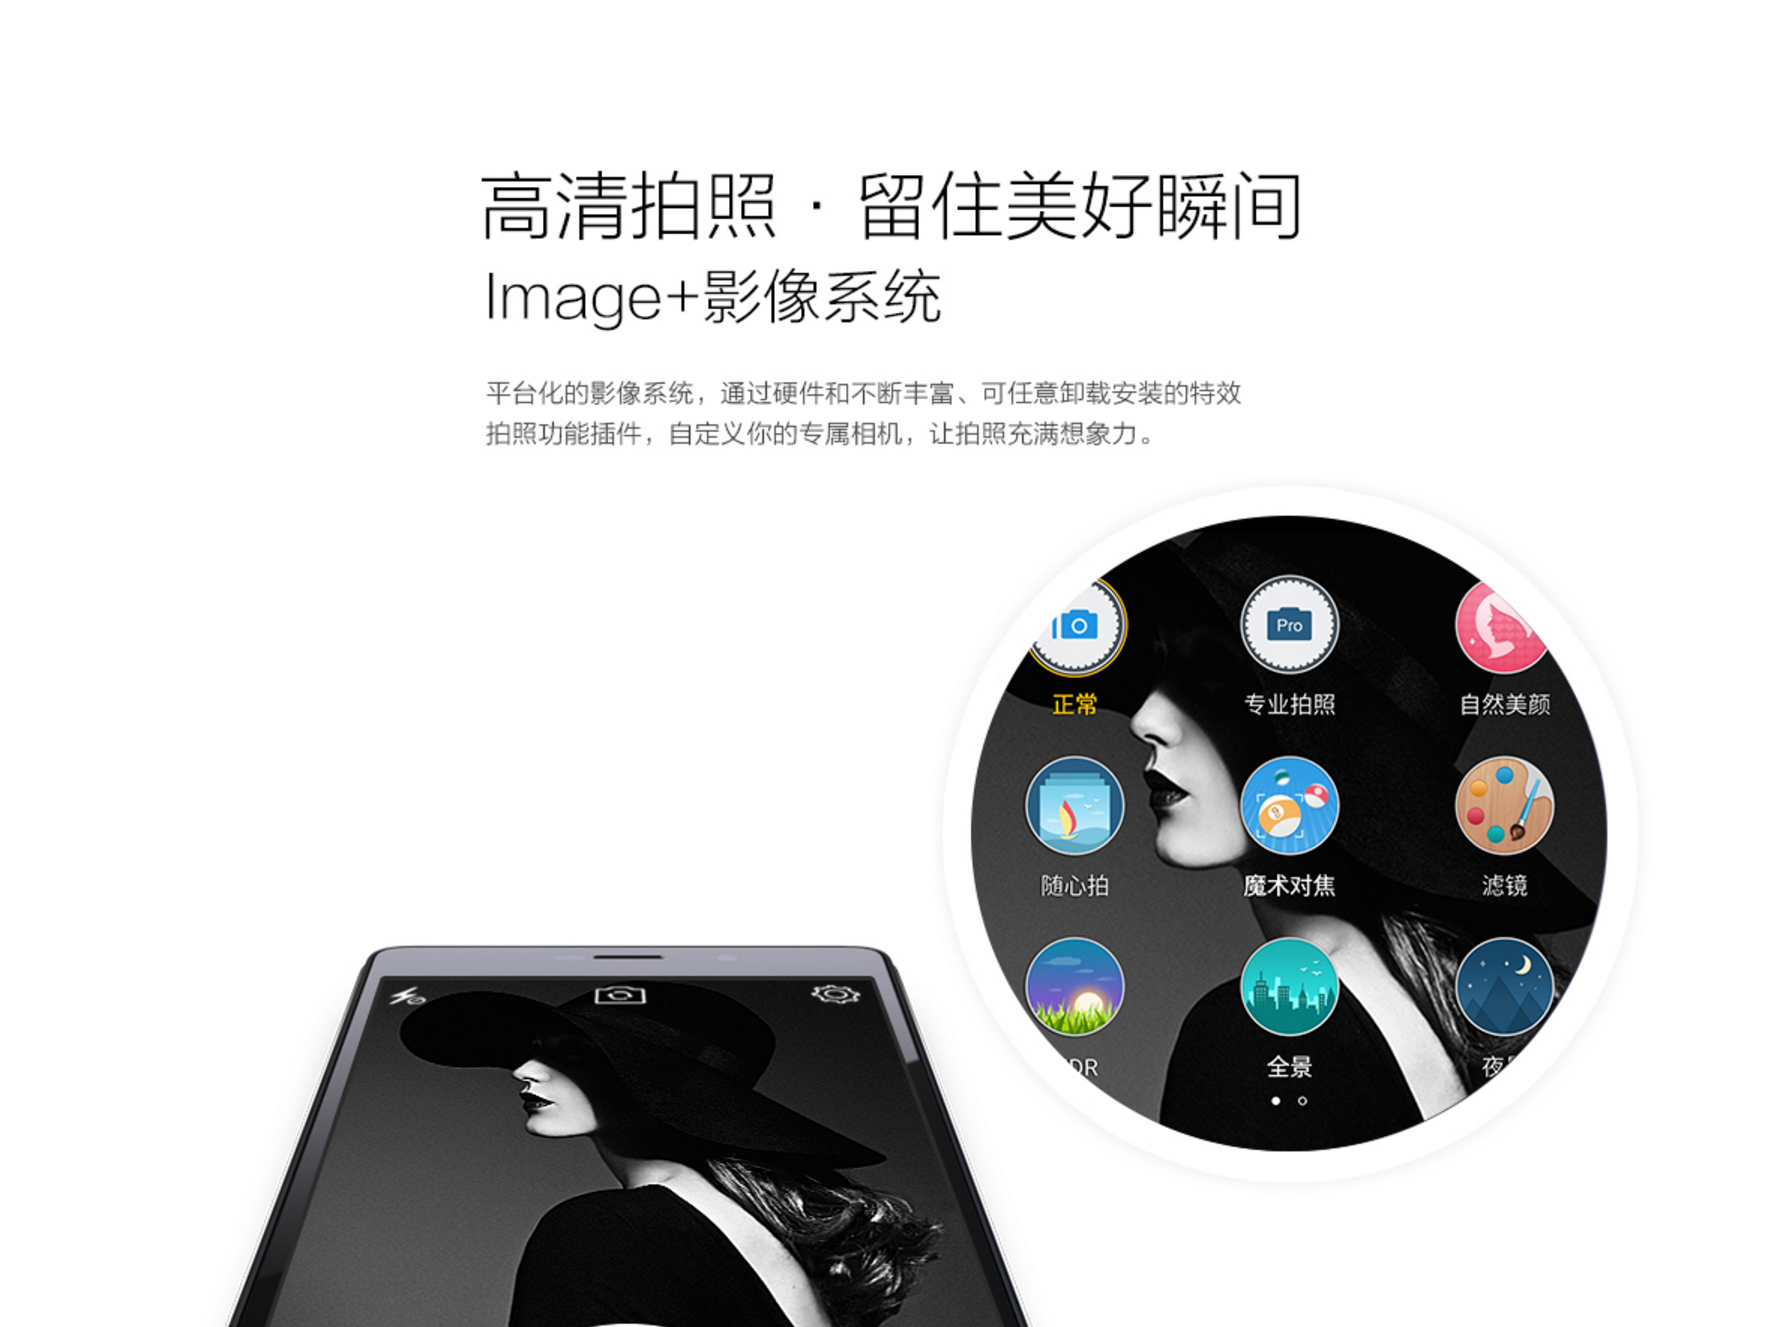 高清拍照 · 留住美好瞬间
Image+影像系统
平台化的影像系统，通过硬件和不断丰富、可任意卸载安装的特效
拍照功能插件，自定义你的专属相机，让拍照充满想象力。
Pro
正常 专业拍照 自然美颜
9
随心拍 魔术对焦 滤镜
DR 全景 夜